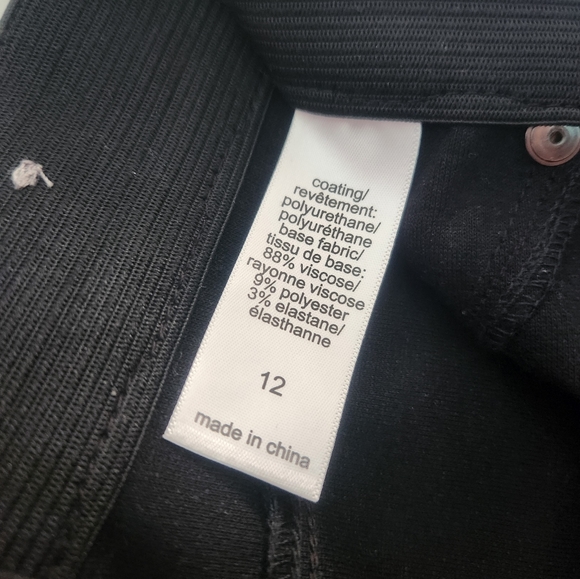 coating/
revêtement:
polyurethane/
polyuréthane
base fabric/
tissu de base:
88% viscose/
rayonne viscose
9% polyester
3% elastane/
élasthanne
12
made in china